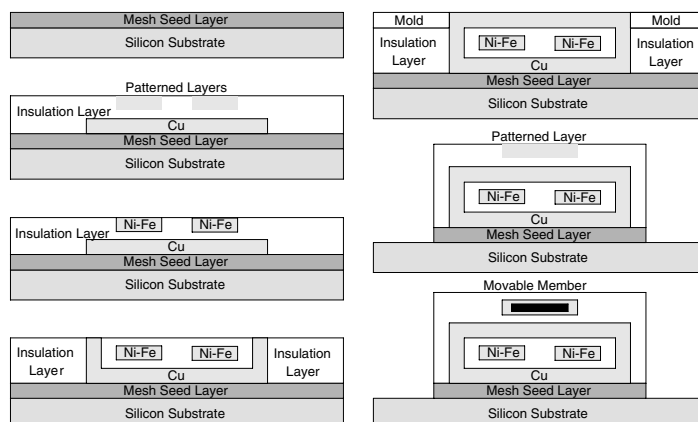 Mesh Seed Layer
Silicon Substrate
Patterned Layers
Insulation Layer
Cu
Mesh Seed Layer
Silicon Substrate
Ni-Fe Ni-Fe
Insulation Layer
Cu
Mesh Seed Layer
Silicon Substrate
Insulation
Layer
Ni-Fe Ni-Fe
Insulation
Layer
Cu
Mesh Seed Layer
Silicon Substrate
Mold Mold
Insulation
Layer
Ni-Fe Ni-Fe
Insulation
Layer
Cu
Mesh Seed Layer
Silicon Substrate
Patterned Layer
Ni-Fe Ni-Fe
Cu
Mesh Seed Layer
Silicon Substrate
Movable Member
Ni-Fe Ni-Fe
Cu
Mesh Seed Layer
Silicon Substrate